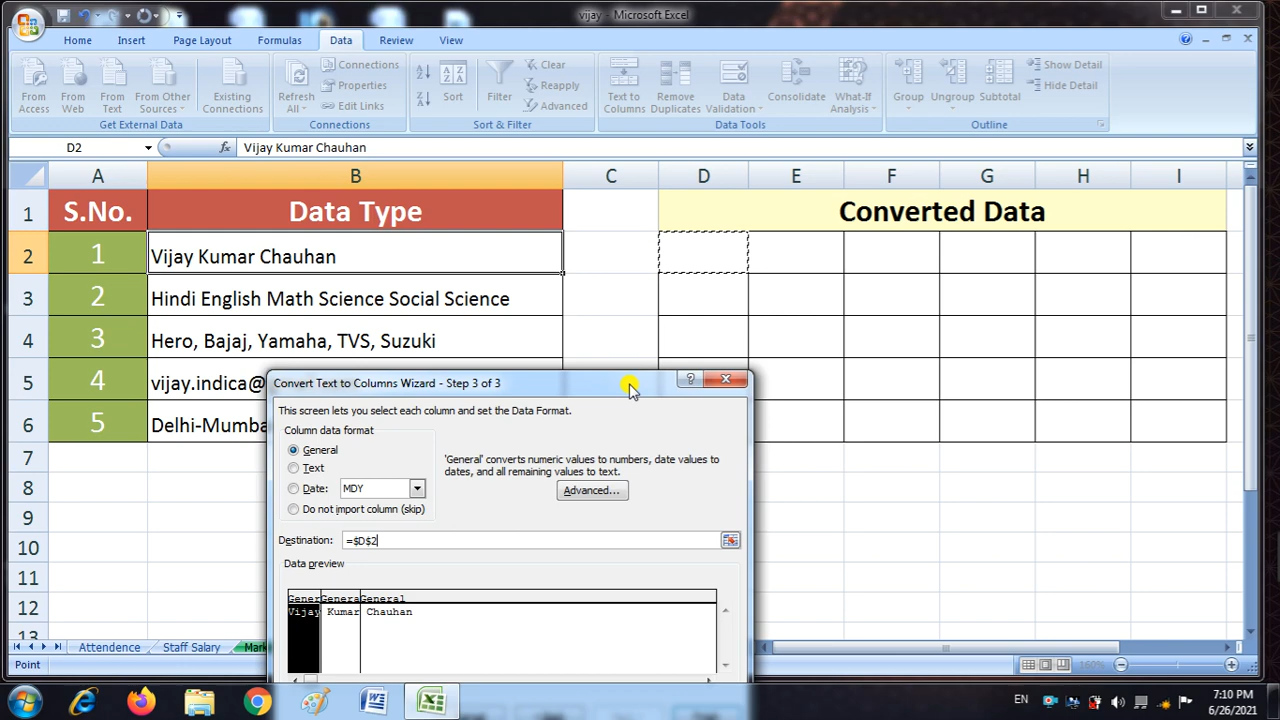 vijay - Microsoft Excel
Home Insert Page Layout Formulas Data Review View
From Access
From Web
From Text
From Other Sources
Existing Connections
Get External Data
Refresh All
Connections
Properties
Edit Links
Connections
Sort
Filter
Clear
Reapply
Advanced
Sort & Filter
Text to Columns
Remove Duplicates
Data Validation
Consolidate
What-If Analysis
Data Tools
Group
Ungroup
Subtotal
Show Detail
Hide Detail
Outline
D2 fx Vijay Kumar Chauhan
A B C D E F G H I
1 S.No. Data Type Converted Data
2 1 Vijay Kumar Chauhan
3 2 Hindi English Math Science Social Science
4 3 Hero, Bajaj, Yamaha, TVS, Suzuki
5 4 vijay.indica@
6 5 Delhi-Mumba
7
8
9
10
11
12
13
Convert Text to Columns Wizard - Step 3 of 3
This screen lets you select each column and set the Data Format.
Column data format
General
Text
Date: MDY
Do not import column (skip)
'General' converts numeric values to numbers, date values to
dates, and all remaining values to text.
Advanced...
Destination: =$D$2
Data preview
Gener Genera General
Vijay Kumar Chauhan
Attendence Staff Salary Mark
Point 160%
EN 7:10 PM
6/26/2021